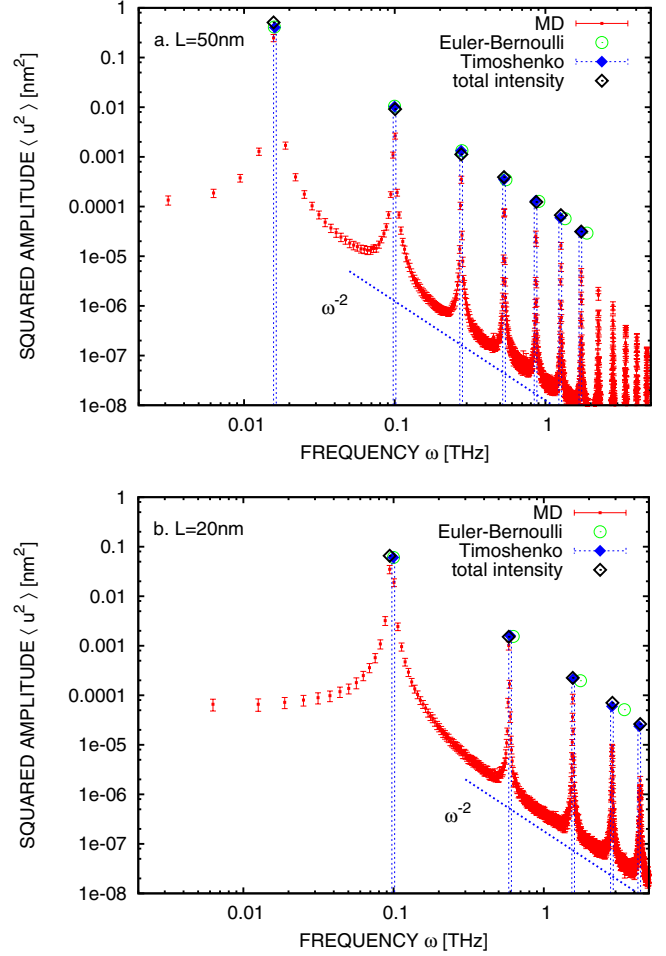 a. L=50nm
MD
Euler-Bernoulli
Timoshenko
total intensity
SQUARED AMPLITUDE ⟨ u² ⟩ [nm²]
1
0.1
0.01
0.001
0.0001
1e-05
1e-06
1e-07
1e-08
ω⁻²
0.01
0.1
1
FREQUENCY ω [THz]
b. L=20nm
MD
Euler-Bernoulli
Timoshenko
total intensity
SQUARED AMPLITUDE ⟨ u² ⟩ [nm²]
1
0.1
0.01
0.001
0.0001
1e-05
1e-06
1e-07
1e-08
ω⁻²
0.01
0.1
1
FREQUENCY ω [THz]